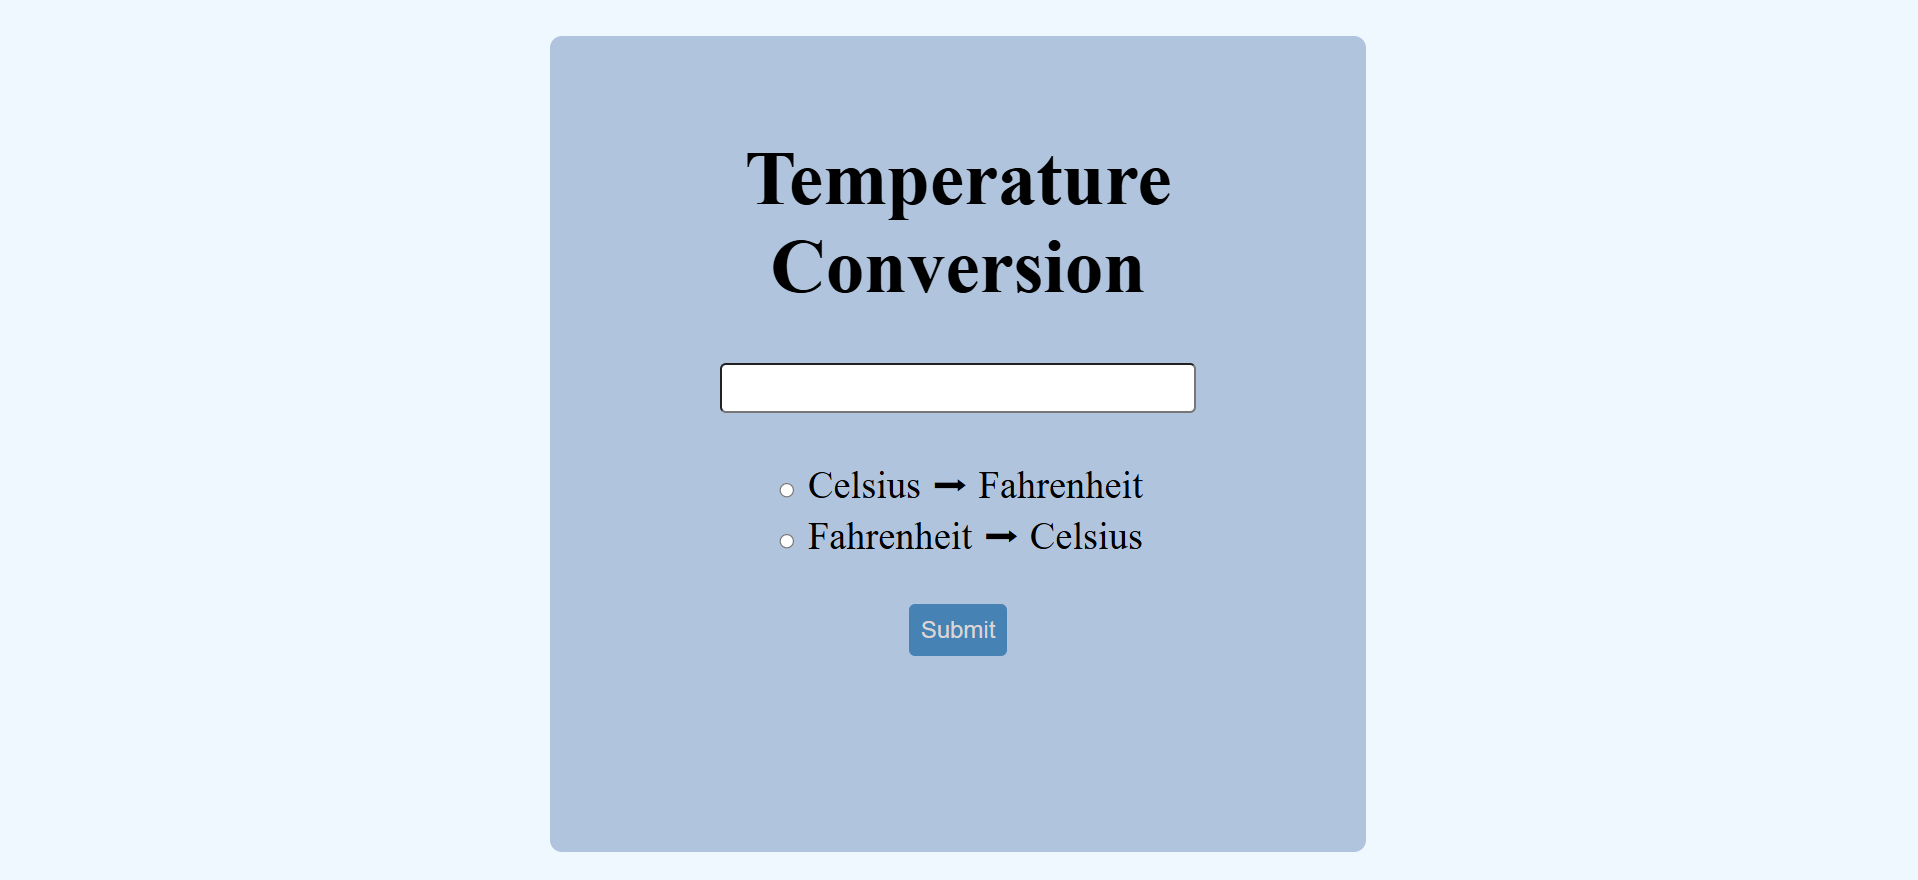 Temperature
Conversion
Celsius ➞ Fahrenheit
Fahrenheit ➞ Celsius
Submit